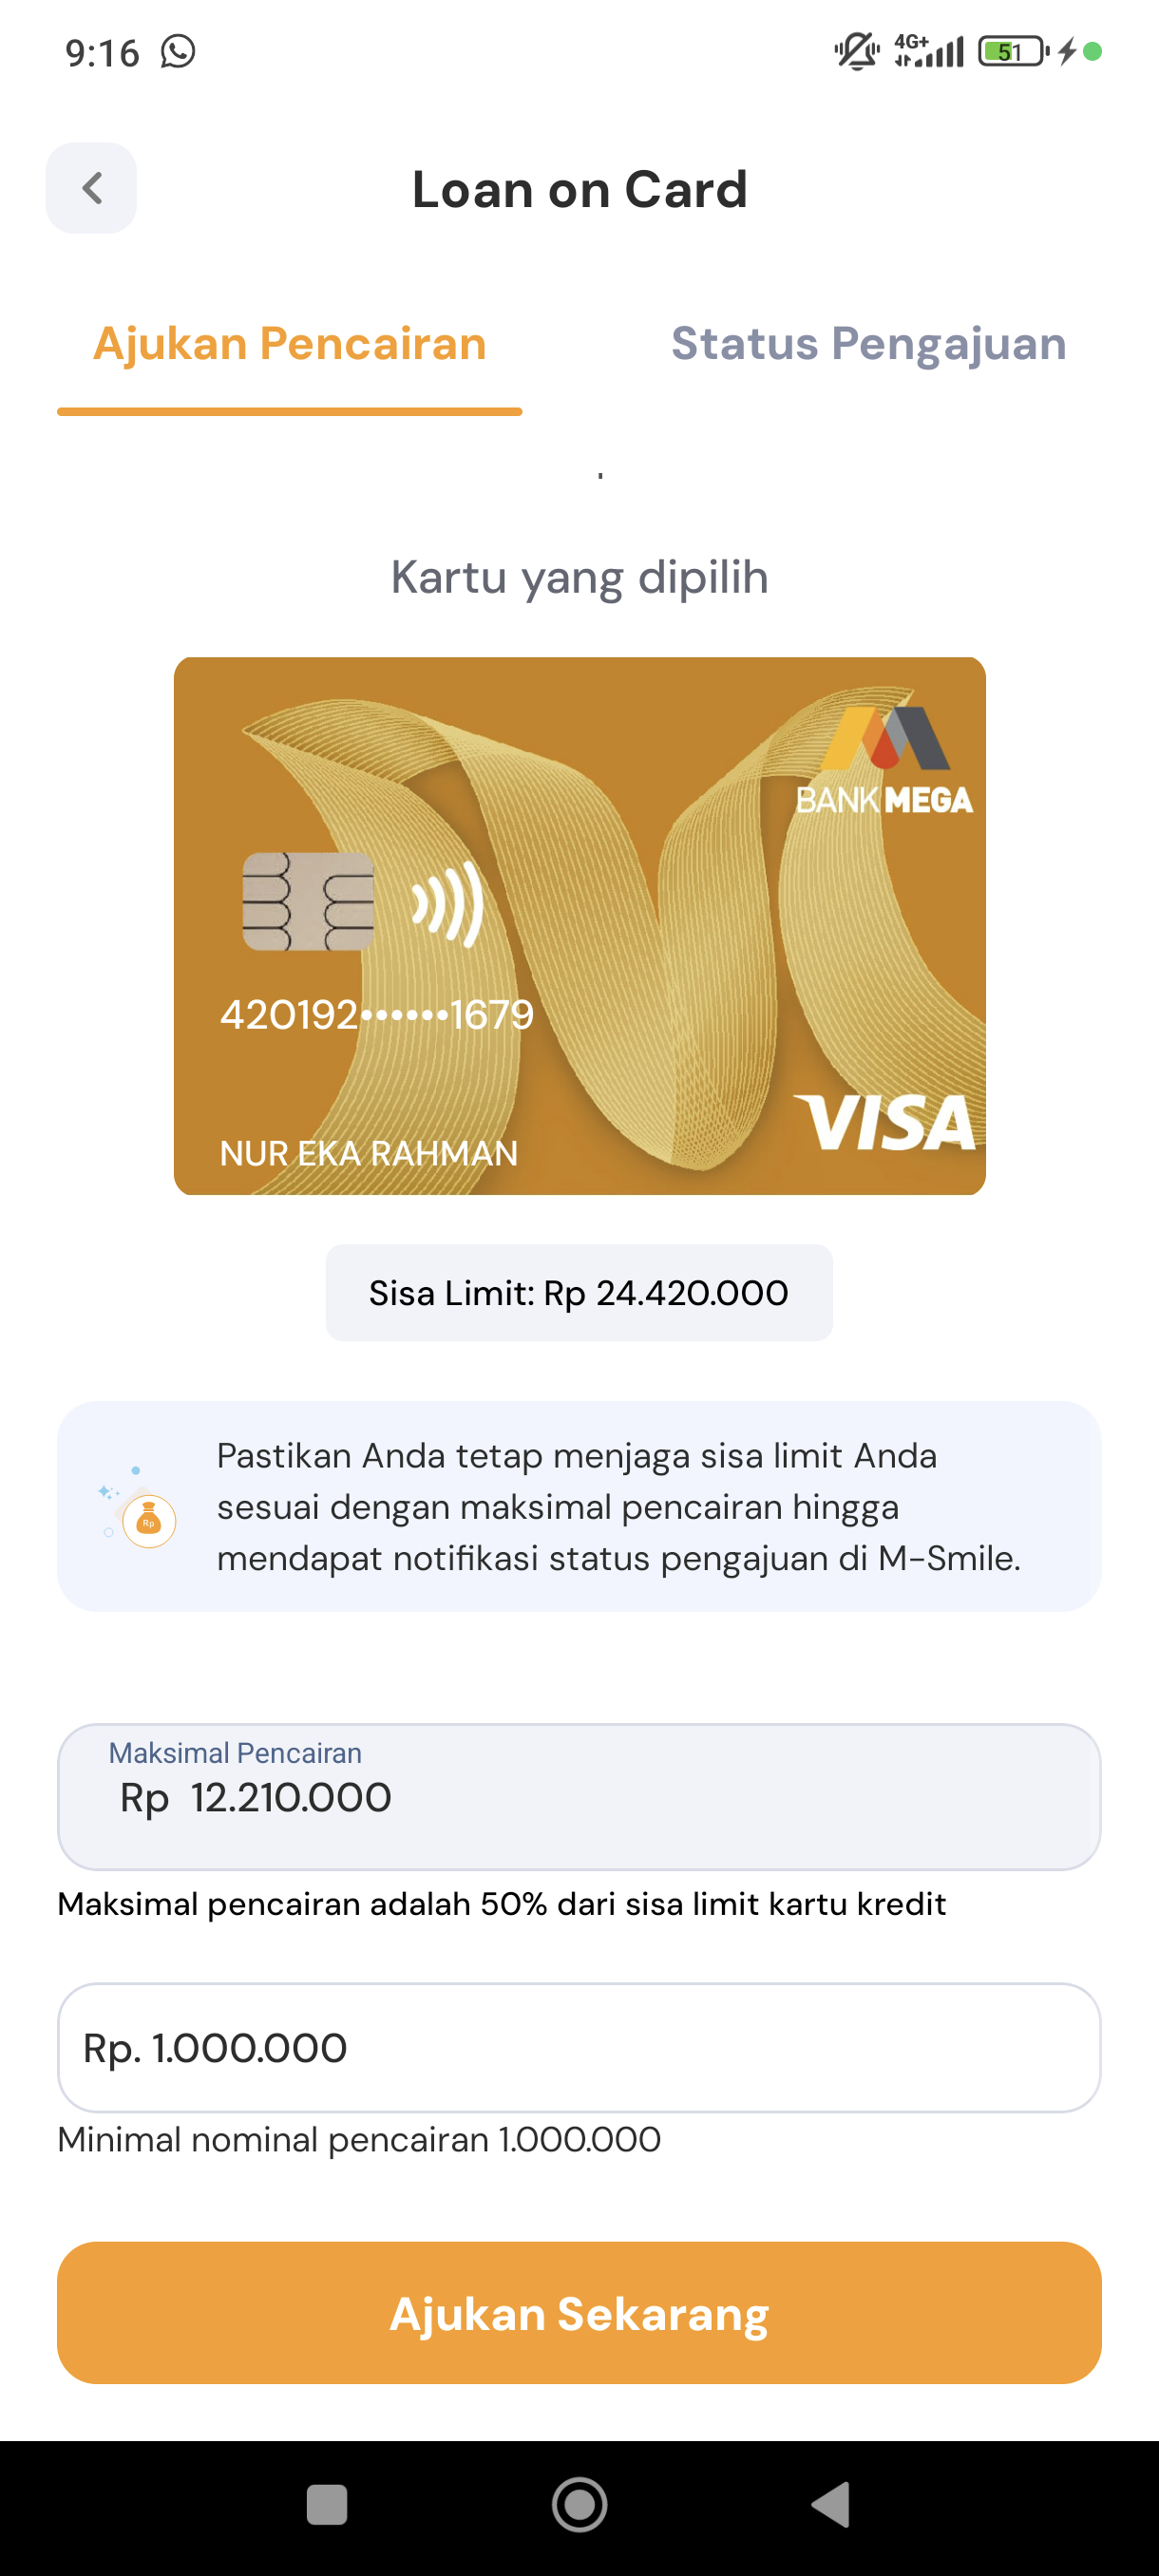 9:16
4G+
51
Loan on Card
Ajukan Pencairan
Status Pengajuan
Kartu yang dipilih
BANK MEGA
420192••••••1679
VISA
NUR EKA RAHMAN
Sisa Limit: Rp 24.420.000
Pastikan Anda tetap menjaga sisa limit Anda
sesuai dengan maksimal pencairan hingga
mendapat notifikasi status pengajuan di M-Smile.
Rp
Maksimal Pencairan
Rp 12.210.000
Maksimal pencairan adalah 50% dari sisa limit kartu kredit
Rp. 1.000.000
Minimal nominal pencairan 1.000.000
Ajukan Sekarang